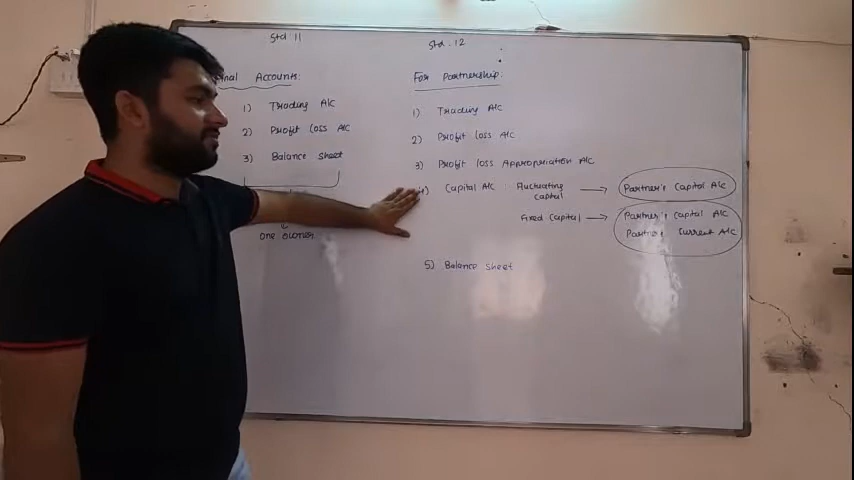 Std : 11
nal Accounts:
1) Trading A/c
2) Profit Loss A/c
3) Balance sheet
one owner.
Std : 12
For Partnership:
1) Trading A/c
2) Profit Loss A/c
3) Profit Loss Appropriation A/c
4) Capital A/c : Fluctuating capital → Partner's Capital A/c
Fixed Capital → Partner's Capital A/c
Partner's Current A/c
5) Balance sheet